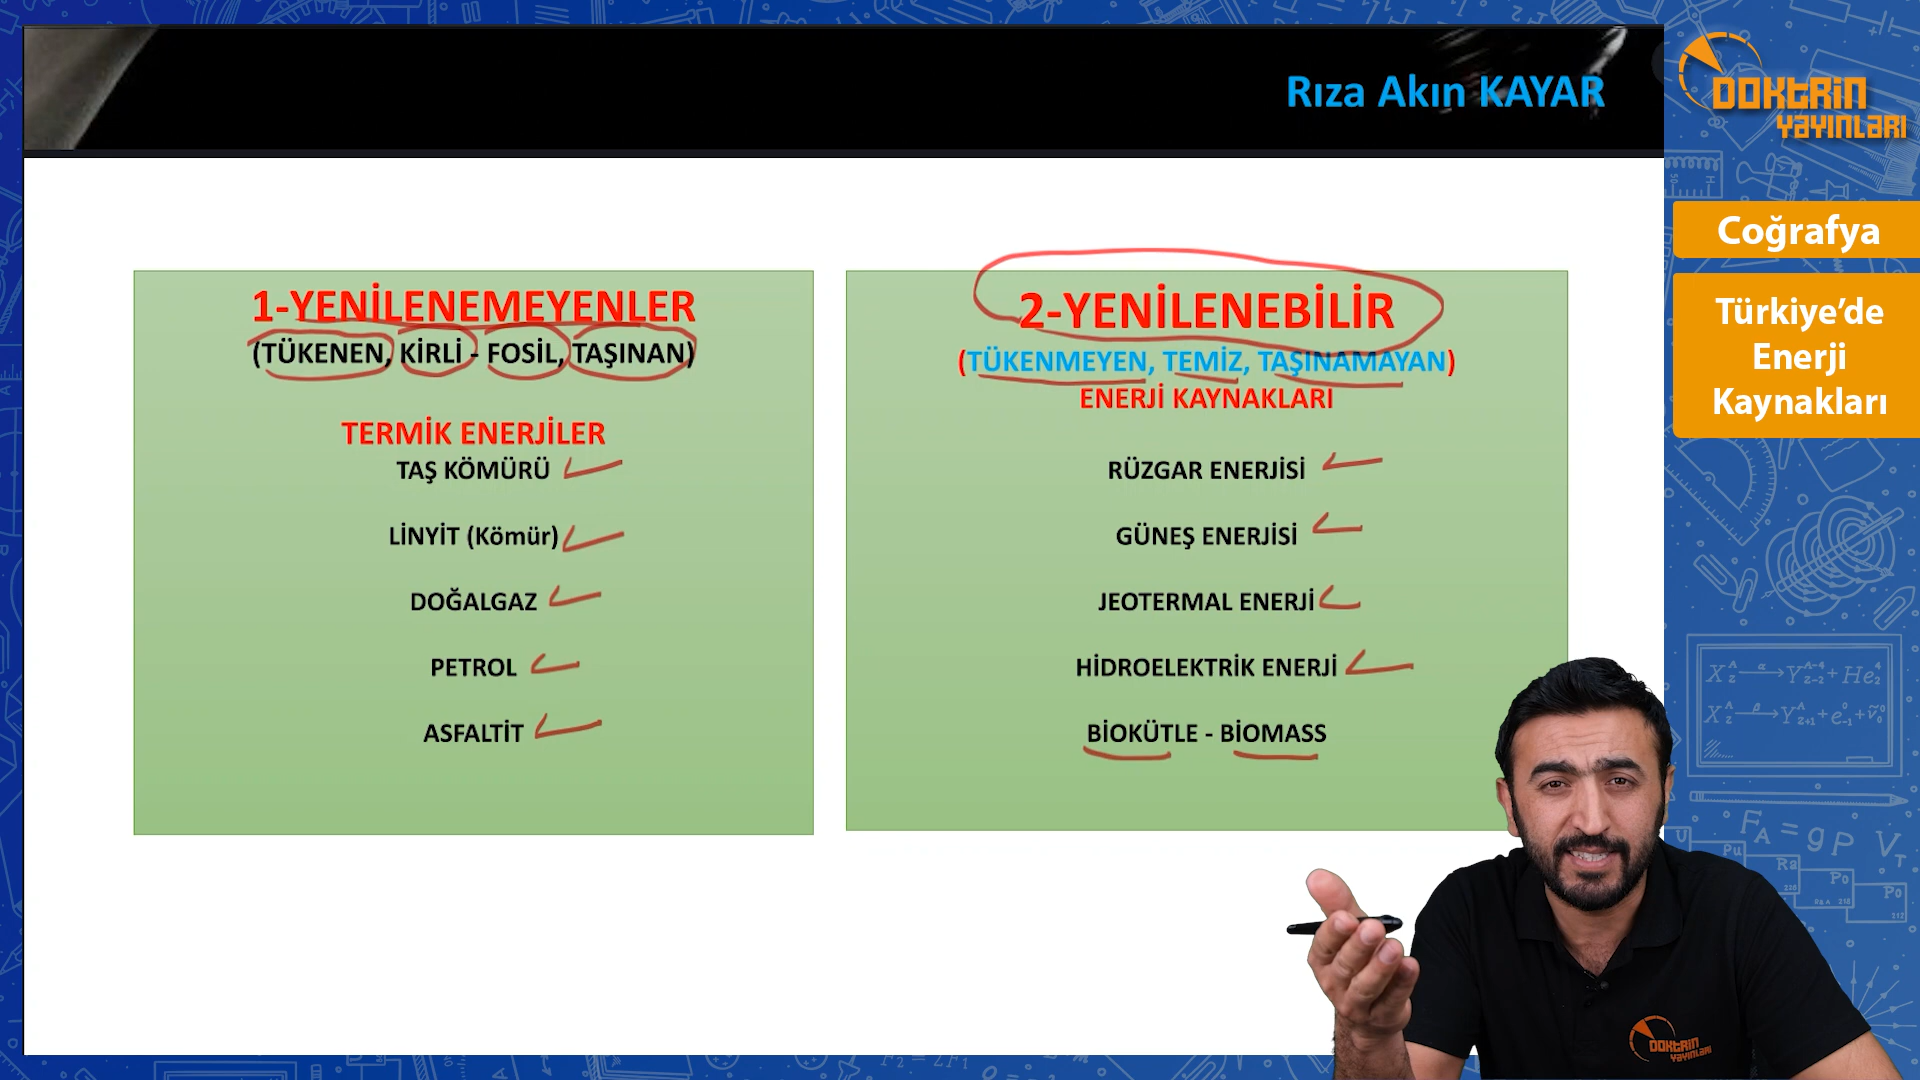 Rıza Akın KAYAR
DOKTRİN
YAYINLARI
Coğrafya
Türkiye’de
Enerji
Kaynakları
1-YENİLENEMEYENLER
(TÜKENEN, KİRLİ - FOSİL, TAŞINAN)
TERMİK ENERJİLER
TAŞ KÖMÜRÜ
LİNYİT (Kömür)
DOĞALGAZ
PETROL
ASFALTİT
2-YENİLENEBİLİR
(TÜKENMEYEN, TEMİZ, TAŞINAMAYAN)
ENERJİ KAYNAKLARI
RÜZGAR ENERJİSİ
GÜNEŞ ENERJİSİ
JEOTERMAL ENERJİ
HİDROELEKTRİK ENERJİ
BİOKÜTLE - BİOMASS
DOKTRİN
YAYINLARI